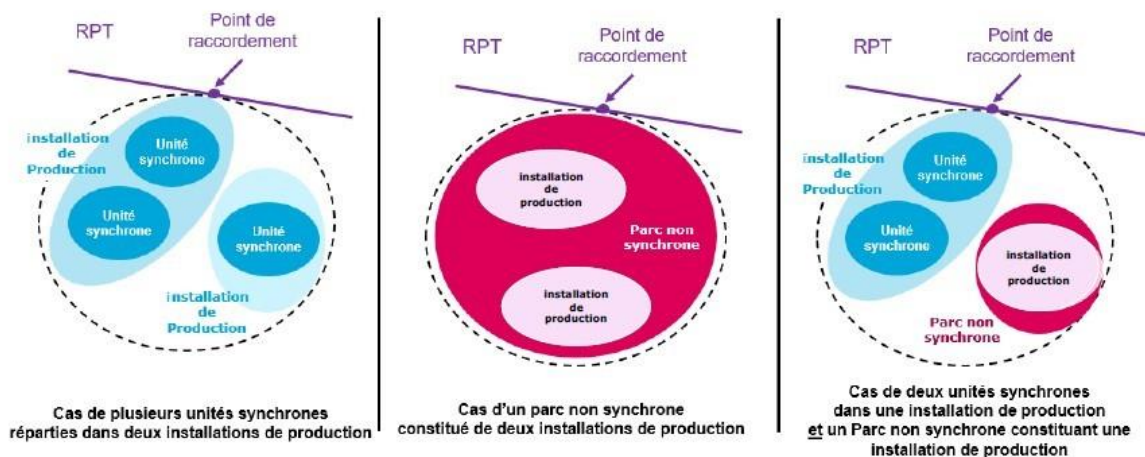 RPT
Point de
raccordement
installation
de
Production
Unité
synchrone
Unité
synchrone
Unité
synchrone
installation
de
Production
Cas de plusieurs unités synchrones
réparties dans deux installations de production
RPT
Point de
raccordement
installation
de
production
Parc non
synchrone
installation
de
production
Cas d'un parc non synchrone
constitué de deux installations de production
RPT
Point de
raccordement
installation
de
Production
Unité
synchrone
Unité
synchrone
installation
de
production
Parc non
synchrone
Cas de deux unités synchrones
dans une installation de production
et un Parc non synchrone constituant une
installation de production